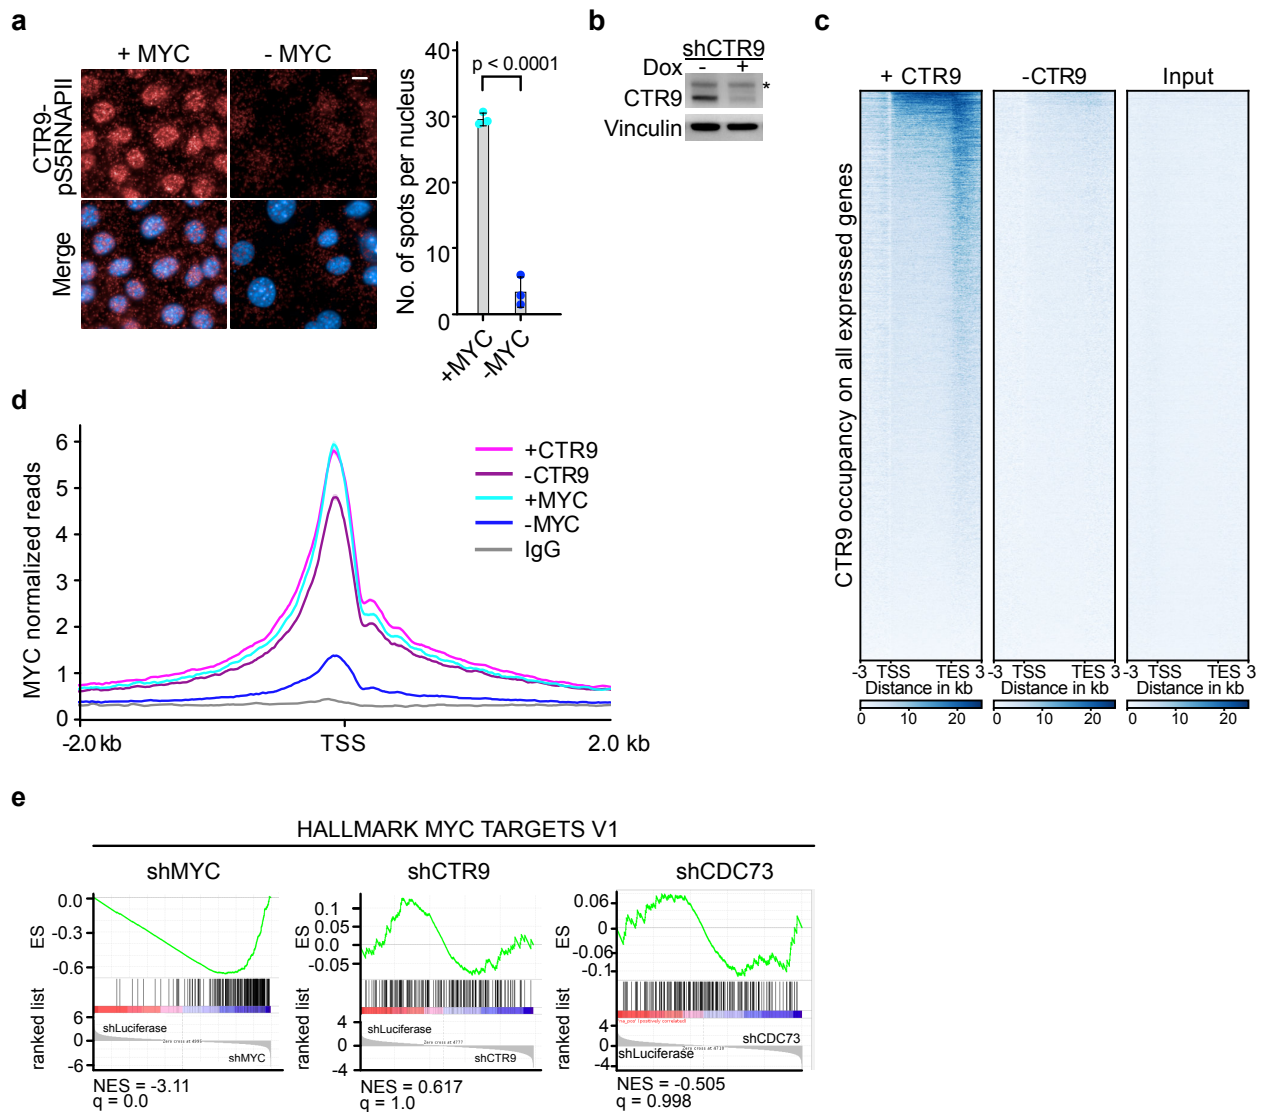 a
+ MYC
- MYC
CTR9-
pS5RNAPII
Merge
No. of spots per nucleus
40
30
20
10
0
p < 0.0001
+MYC
-MYC
b
shCTR9
Dox
-
+
CTR9
*
Vinculin
c
+ CTR9
-CTR9
Input
CTR9 occupancy on all expressed genes
-3 TSS TES 3
-3 TSS TES 3
-3 TSS TES 3
Distance in kb
Distance in kb
Distance in kb
0 10 20
0 10 20
0 10 20
d
MYC normalized reads
6
5
4
3
2
1
0
-2.0 kb
TSS
2.0 kb
+CTR9
-CTR9
+MYC
-MYC
IgG
e
HALLMARK MYC TARGETS V1
shMYC
ES
0.0
-0.3
-0.6
ranked list
6
0
-6
shLuciferase
shMYC
NES = -3.11
q = 0.0
shCTR9
ES
0.1
0.05
0.0
-0.05
ranked list
4
0
-4
shLuciferase
Zero cross at 4777
shCTR9
NES = 0.617
q = 1.0
shCDC73
ES
0.06
0
-0.06
-0.1
ranked list
4
0
-4
shLuciferase
shCDC73
NES = -0.505
q = 0.998